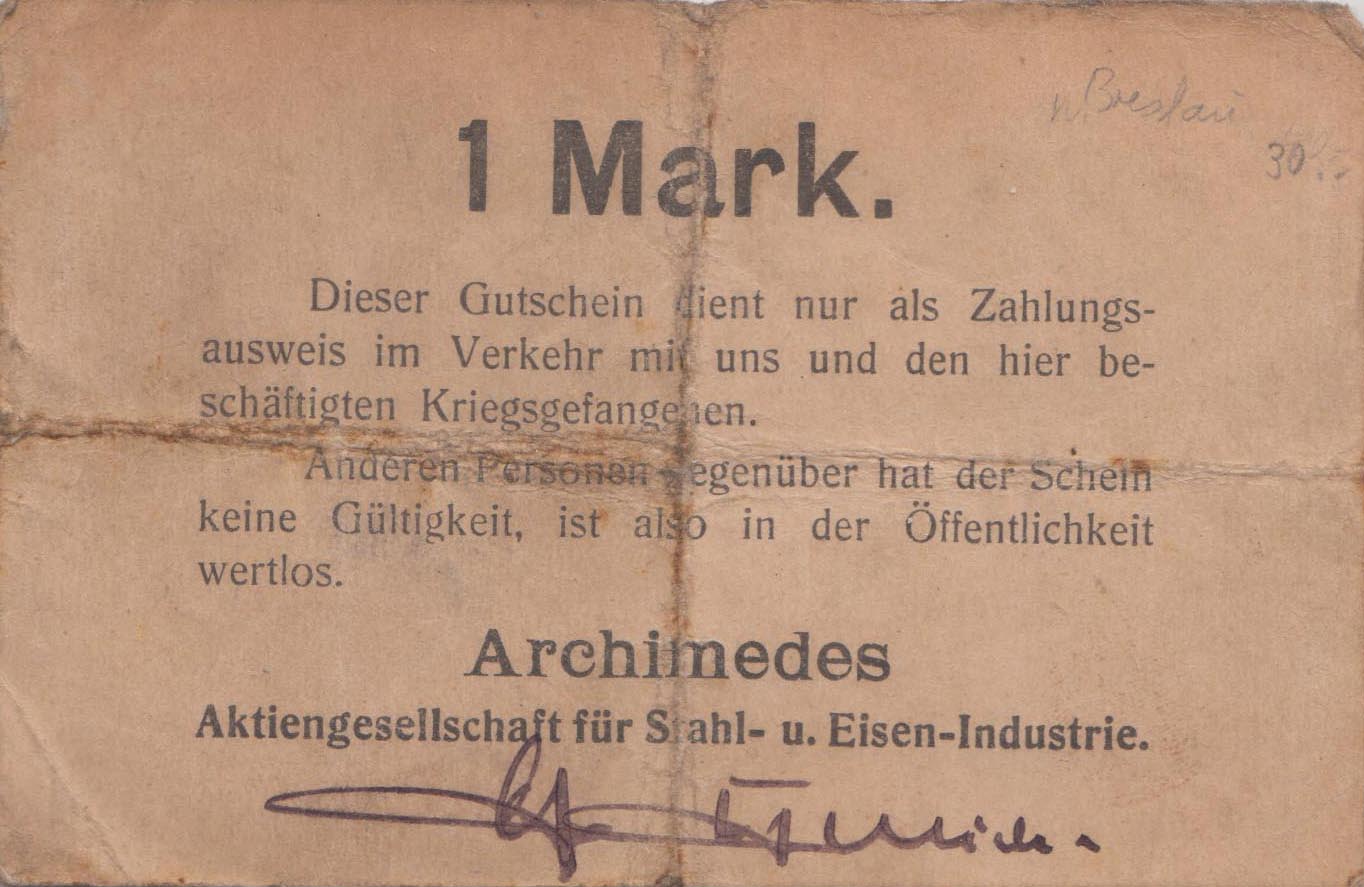 w. Breslau
30.-
1 Mark.
Dieser Gutschein dient nur als Zahlungs-
ausweis im Verkehr mit uns und den hier be-
schäftigten Kriegsgefangenen.
Anderen Personen gegenüber hat der Schein
keine Gültigkeit, ist also in der Öffentlichkeit
wertlos.
Archimedes
Aktiengesellschaft für Stahl- u. Eisen-Industrie.